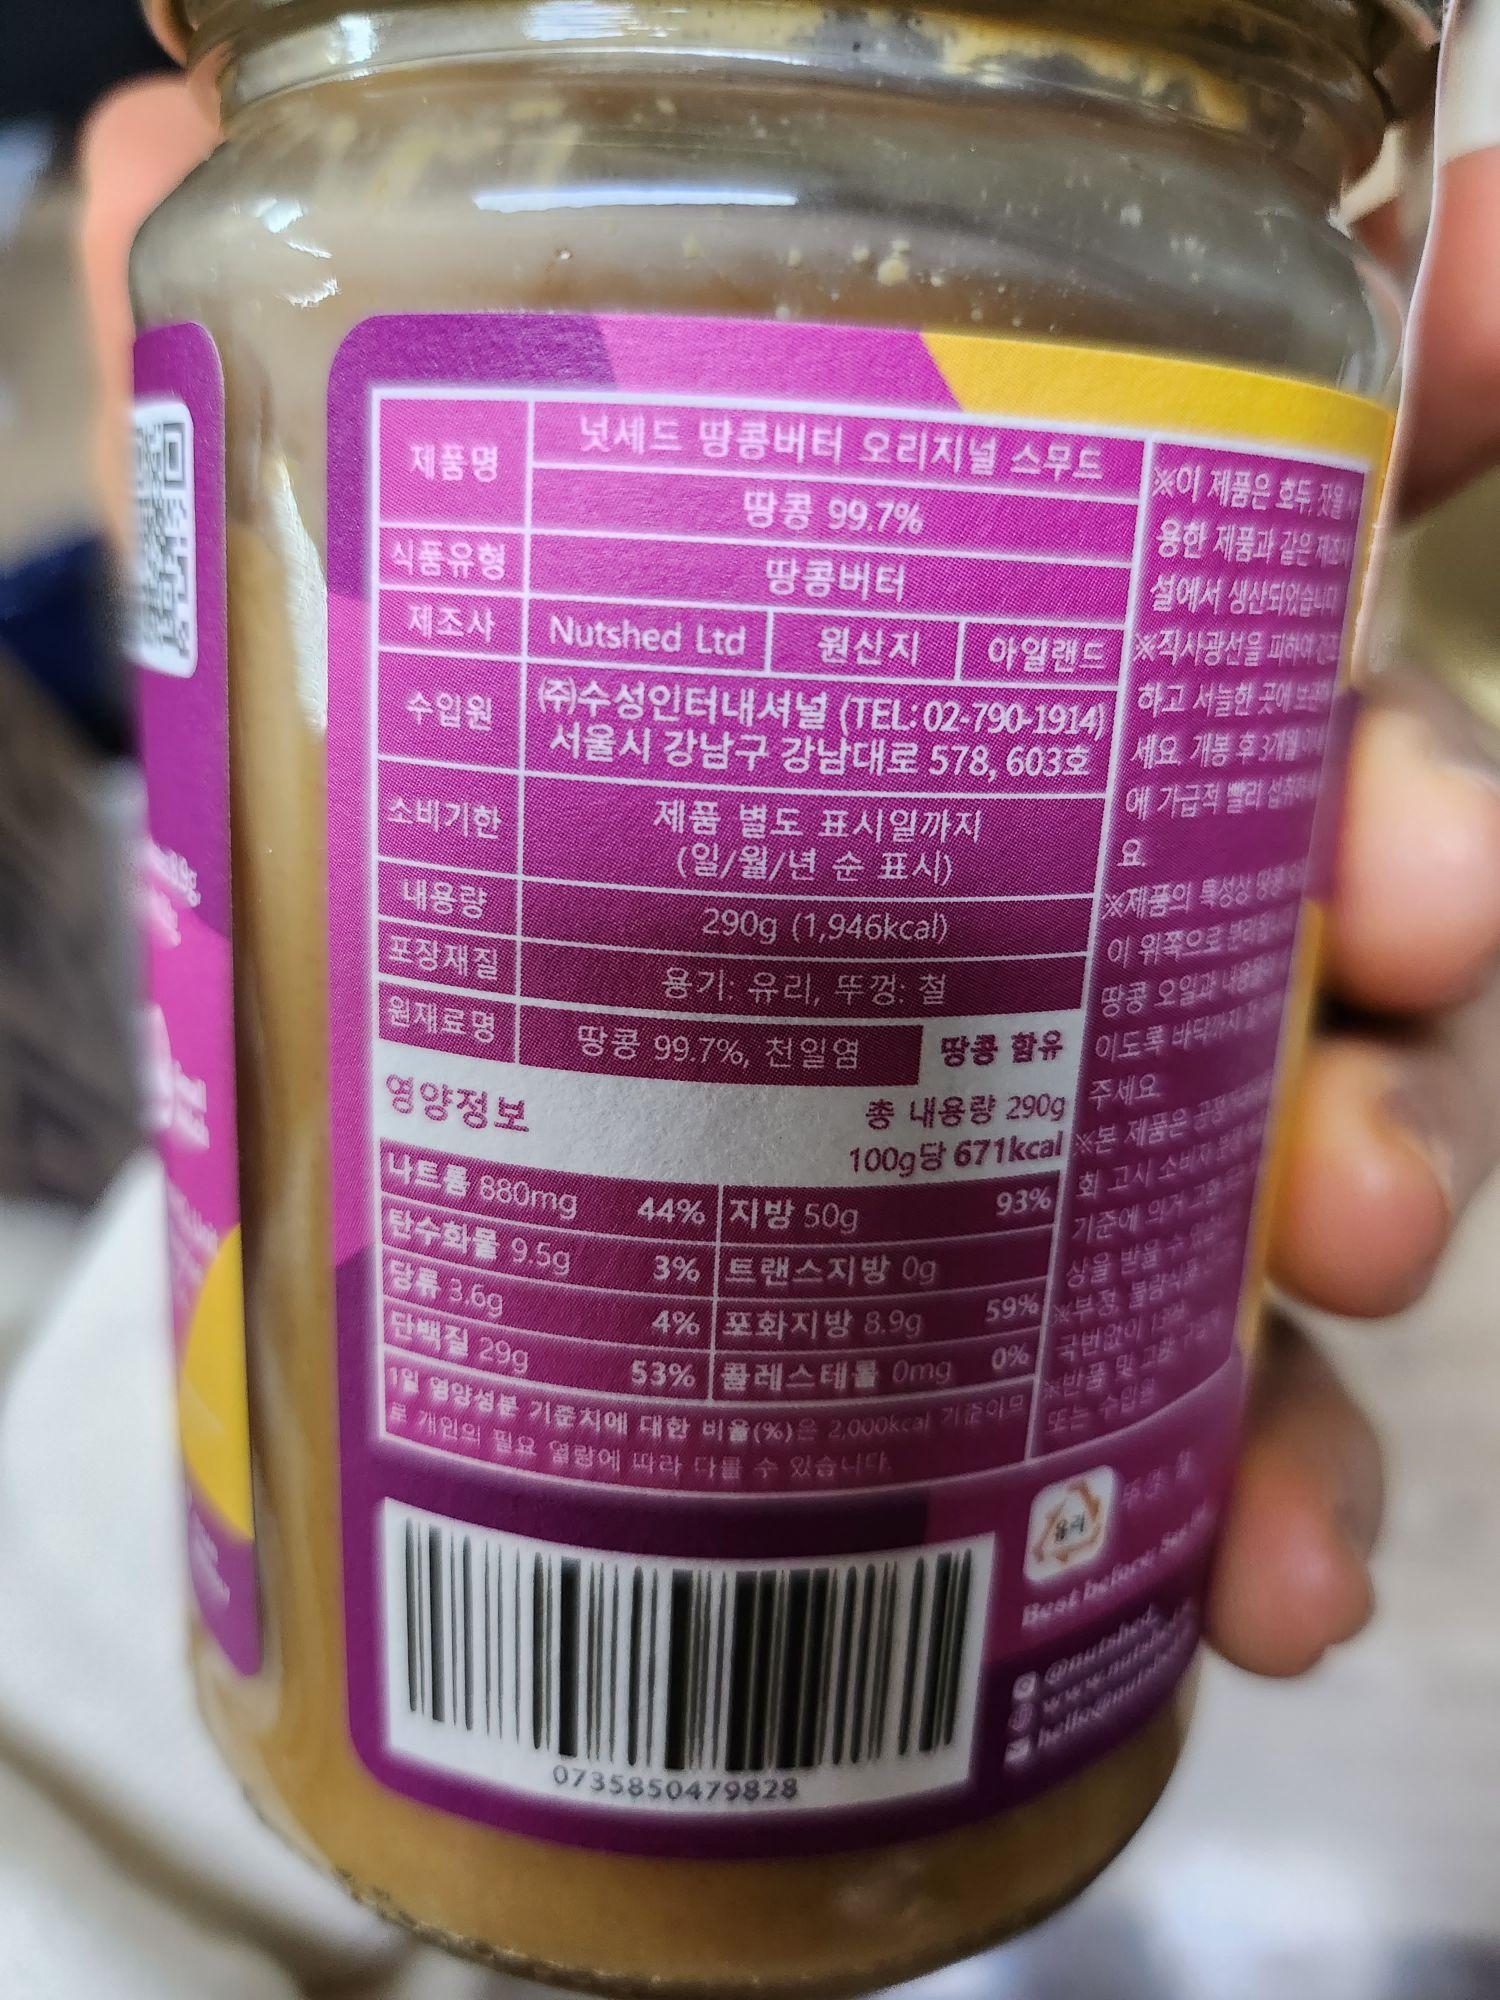 제품명
넛셰드 땅콩버터 오리지널 스무드
땅콩 99.7%
식품유형
땅콩버터
제조사
Nutshed Ltd
원산지
아일랜드
수입원
(주)수성인터내셔널 (TEL: 02-790-1914)
서울시 강남구 강남대로 578, 603호
소비기한
제품 별도 표시일까지
(일/월/년 순 표시)
내용량
290g (1,946kcal)
포장재질
용기: 유리, 뚜껑: 철
원재료명
땅콩 99.7%, 천일염
땅콩 함유
영양정보
총 내용량 290g
100g당 671kcal
나트륨 880mg 44%
지방 50g 93%
탄수화물 9.5g 3%
트랜스지방 0g
당류 3.6g 4%
포화지방 8.9g 59%
단백질 29g 53%
콜레스테롤 0mg 0%
1일 영양성분 기준치에 대한 비율(%)은 2,000kcal 기준이므
로 개인의 필요 열량에 따라 다를 수 있습니다.
※이 제품은 호두, 잣을
용한 제품과 같은
설에서 생산되었습니다
※직사광선을 피하여
하고 서늘한 곳에
세요. 개봉 후 3개월
에 가급적 빨리
요.
※제품의 특성상
이 위쪽으로
땅콩 오일과
이도록 바닥까지
주세요.
※본 제품은
화 고시 소비자
기준에 의거
상을 받을 수
※부정, 불량식품
국번없이 1399
※반품 및
또는 수입원
유리
Best before:
@nutshed
0735850479828